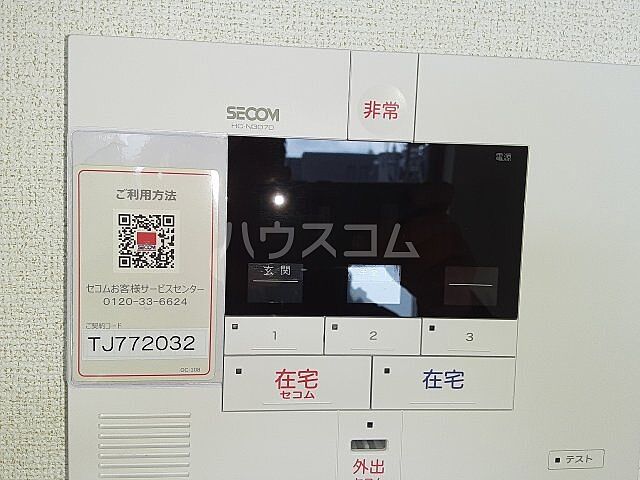 SECOM
HC-N307D
非常
電源
ご利用方法
セコムお客様サービスセンター
0120-33-6624
ご契約コード
TJ772032
OC-108
ハウスコム
玄関
1
2
3
在宅
セコム
在宅
外出
テスト